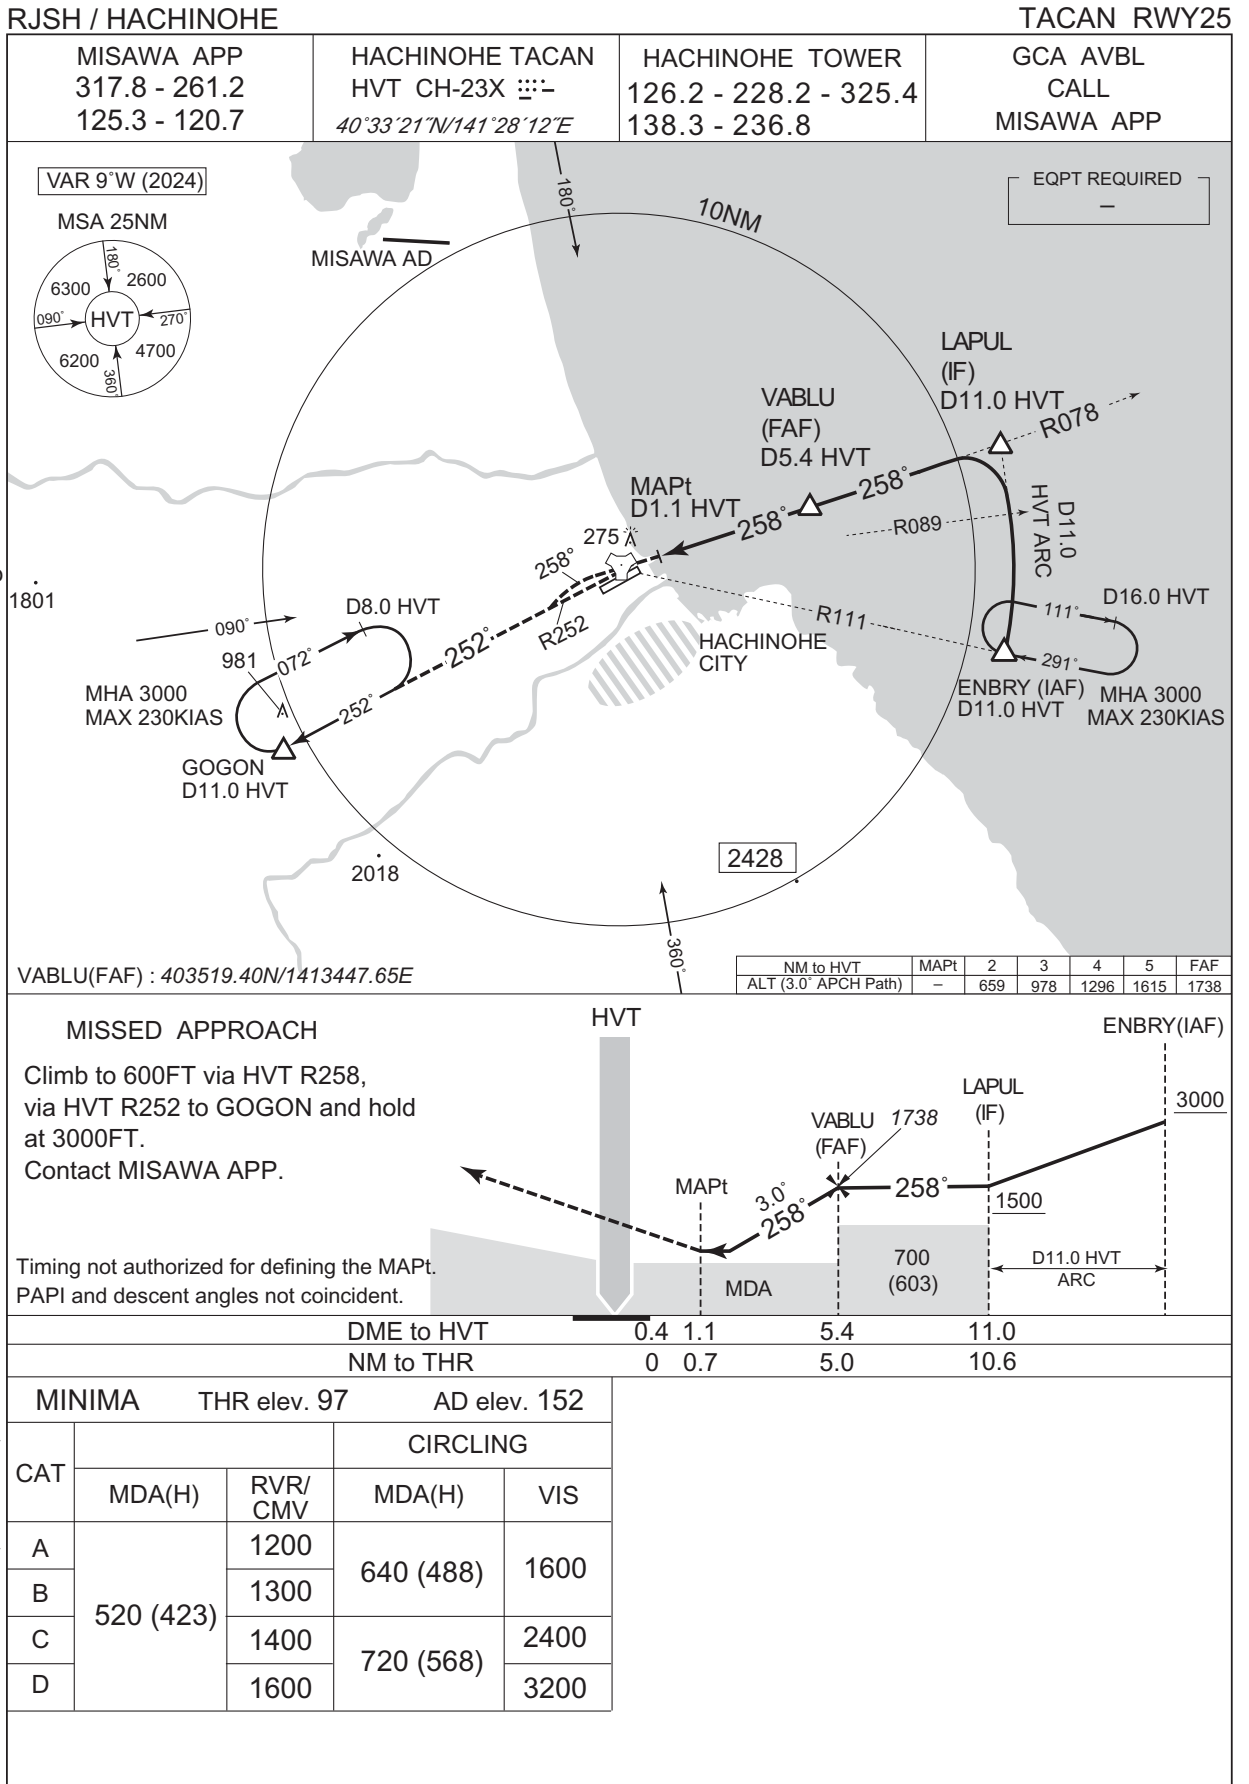 RJSH / HACHINOHE
TACAN RWY25
MISAWA APP
317.8 - 261.2
125.3 - 120.7
HACHINOHE TACAN
HVT CH-23X
40°33´21˝N/141°28´12˝E
HACHINOHE TOWER
126.2 - 228.2 - 325.4
138.3 - 236.8
GCA AVBL
CALL
MISAWA APP
VAR 9°W (2024)
MSA 25NM
180°
6300
2600
090°
HVT
270°
6200
4700
360°
EQPT REQUIRED
–
180°
10NM
MISAWA AD
LAPUL
(IF)
D11.0 HVT
R078
VABLU
(FAF)
D5.4 HVT
258°
MAPt
D1.1 HVT
258°
R089
D11.0
HVT ARC
275
258°
1801
R252
D8.0 HVT
090°
252°
R111
111°
D16.0 HVT
HACHINOHE
CITY
981
072°
291°
MHA 3000
MAX 230KIAS
252°
ENBRY (IAF)
D11.0 HVT
MHA 3000
MAX 230KIAS
GOGON
D11.0 HVT
2428
2018
360°
VABLU(FAF) : 403519.40N/1413447.65E
NM to HVT MAPt 2 3 4 5 FAF
ALT (3.0° APCH Path) – 659 978 1296 1615 1738
MISSED APPROACH
Climb to 600FT via HVT R258,
via HVT R252 to GOGON and hold
at 3000FT.
Contact MISAWA APP.
Timing not authorized for defining the MAPt.
PAPI and descent angles not coincident.
HVT
ENBRY(IAF)
3000
LAPUL
(IF)
VABLU
(FAF)
1738
MAPt
3.0°
258°
258°
1500
700
(603)
MDA
D11.0 HVT
ARC
DME to HVT 0.4 1.1 5.4 11.0
NM to THR 0 0.7 5.0 10.6
MINIMA THR elev. 97 AD elev. 152
CIRCLING
CAT
MDA(H)
RVR/
CMV
MDA(H)
VIS
A
1200
B
1300
640 (488)
1600
520 (423)
C
1400
2400
720 (568)
D
1600
3200